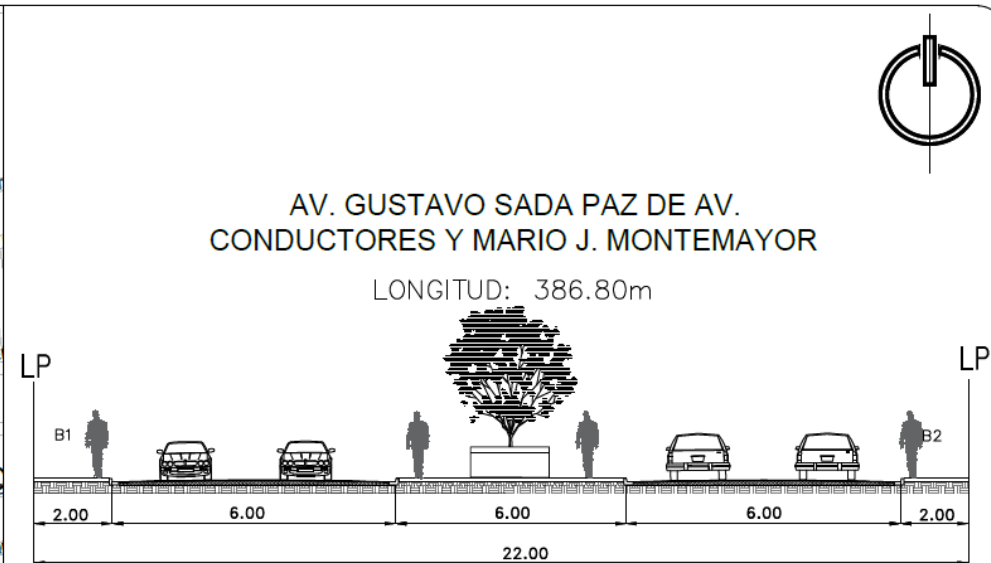 AV. GUSTAVO SADA PAZ DE AV.
CONDUCTORES Y MARIO J. MONTEMAYOR
LONGITUD: 386.80m
LP
LP
B1
B2
2.00 6.00 6.00 6.00 2.00
22.00